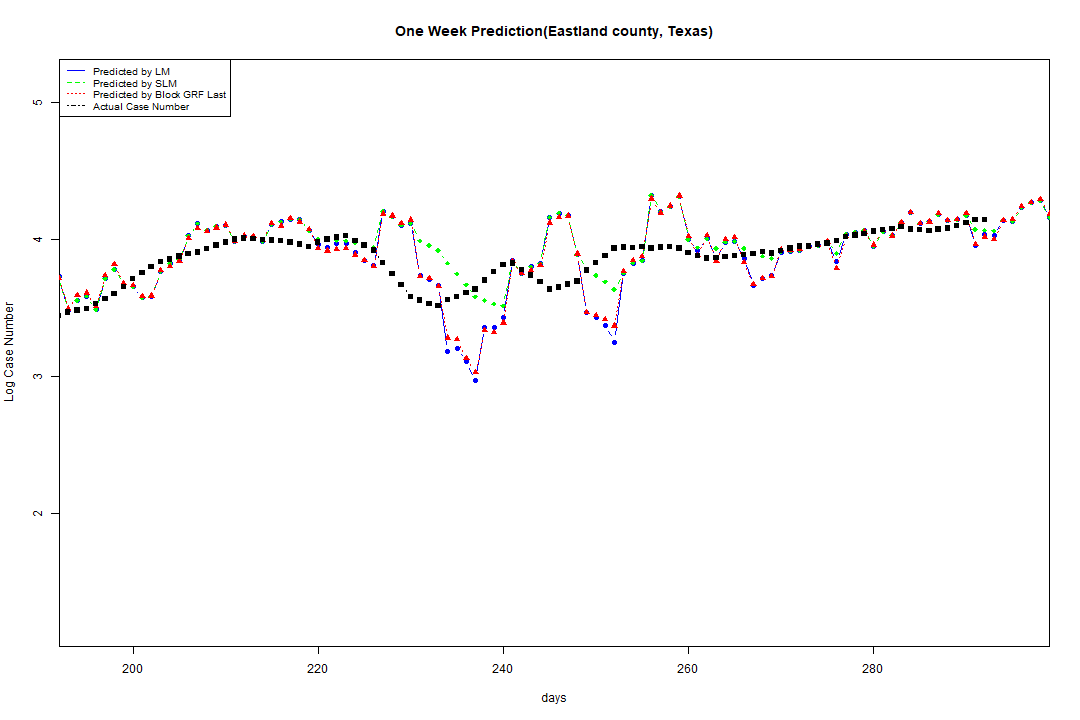 One Week Prediction(Eastland county, Texas)
Predicted by LM
Predicted by SLM
Predicted by Block GRF Last
Actual Case Number
5
4
3
2
Log Case Number
200
220
240
260
280
days